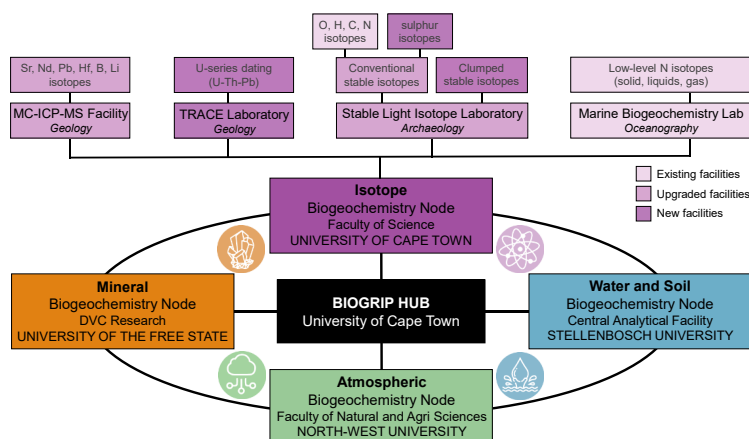 O, H, C, N
isotopes
sulphur
isotopes
Sr, Nd, Pb, Hf, B, Li
isotopes
U-series dating
(U-Th-Pb)
Conventional
stable isotopes
Clumped
stable isotopes
Low-level N isotopes
(solid, liquids, gas)
MC-ICP-MS Facility
Geology
TRACE Laboratory
Geology
Stable Light Isotope Laboratory
Archaeology
Marine Biogeochemistry Lab
Oceanography
Existing facilities
Upgraded facilities
New facilities
Isotope
Biogeochemistry Node
Faculty of Science
UNIVERSITY OF CAPE TOWN
Mineral
Biogeochemistry Node
DVC Research
UNIVERSITY OF THE FREE STATE
BIOGRIP HUB
University of Cape Town
Water and Soil
Biogeochemistry Node
Central Analytical Facility
STELLENBOSCH UNIVERSITY
Atmospheric
Biogeochemistry Node
Faculty of Natural and Agri Sciences
NORTH-WEST UNIVERSITY